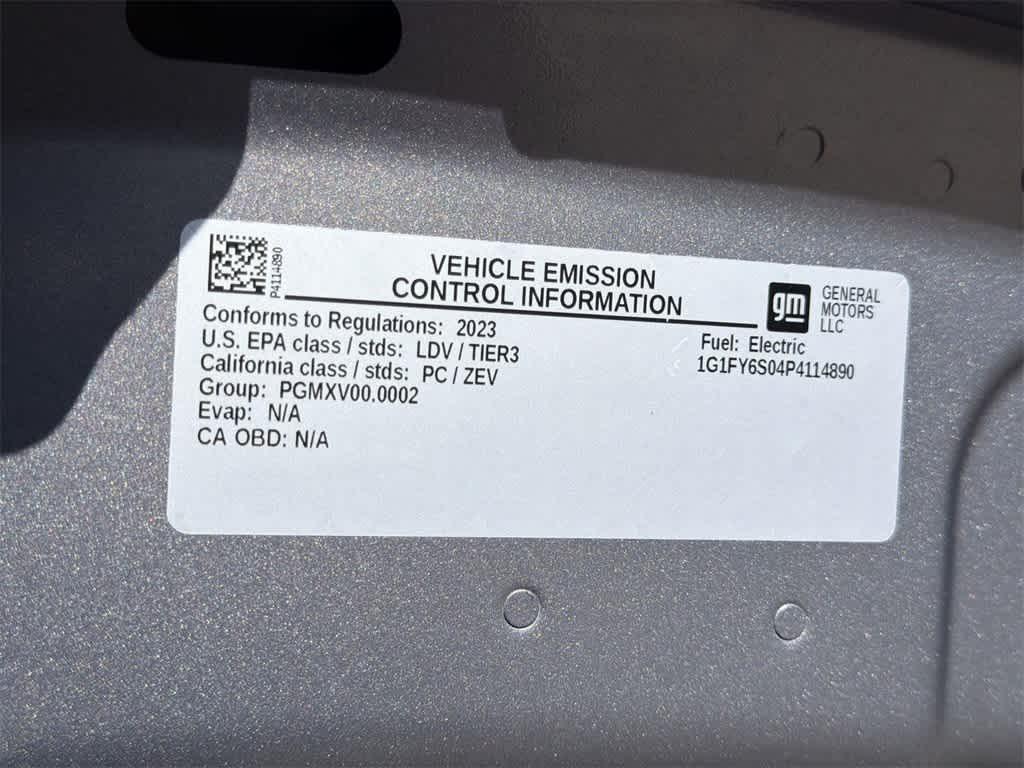 P4114890
VEHICLE EMISSION
CONTROL INFORMATION
gm
GENERAL
MOTORS
LLC
Conforms to Regulations: 2023
U.S. EPA class / stds: LDV / TIER3
California class / stds: PC / ZEV
Group: PGMXV00.0002
Evap: N/A
CA OBD: N/A
Fuel: Electric
1G1FY6S04P4114890